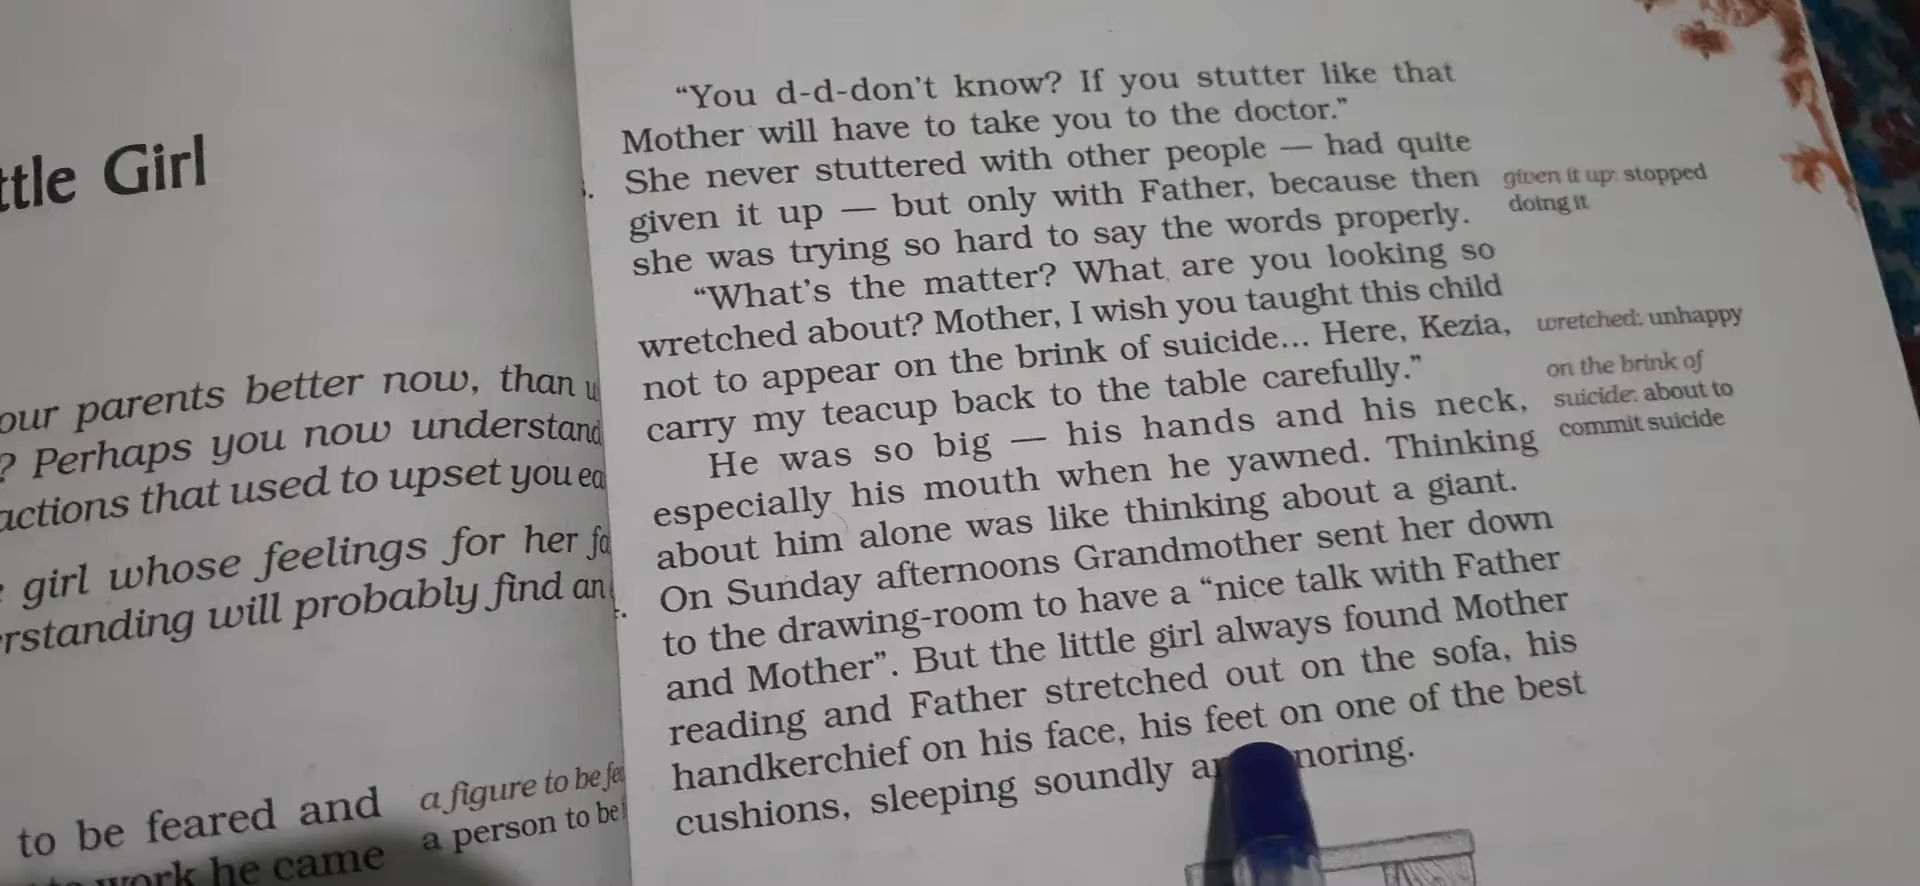 ttle Girl
our parents better now, than
? Perhaps you now understand
actions that used to upset you
girl whose feelings for her
rstanding will probably find an
to be feared and
work he came
a figure to be
a person to be
“You d-d-don’t know? If you stutter like that
Mother will have to take you to the doctor.”
She never stuttered with other people — had quite
given it up — but only with Father, because then
she was trying so hard to say the words properly.
“What’s the matter? What are you looking so
wretched about? Mother, I wish you taught this child
not to appear on the brink of suicide... Here, Kezia,
carry my teacup back to the table carefully.”
He was so big — his hands and his neck,
especially his mouth when he yawned. Thinking
about him alone was like thinking about a giant.
On Sunday afternoons Grandmother sent her down
to the drawing-room to have a “nice talk with Father
and Mother”. But the little girl always found Mother
reading and Father stretched out on the sofa, his
handkerchief on his face, his feet on one of the best
cushions, sleeping soundly a noring.
given it up: stopped
doing it
wretched: unhappy
on the brink of
suicide: about to
commit suicide